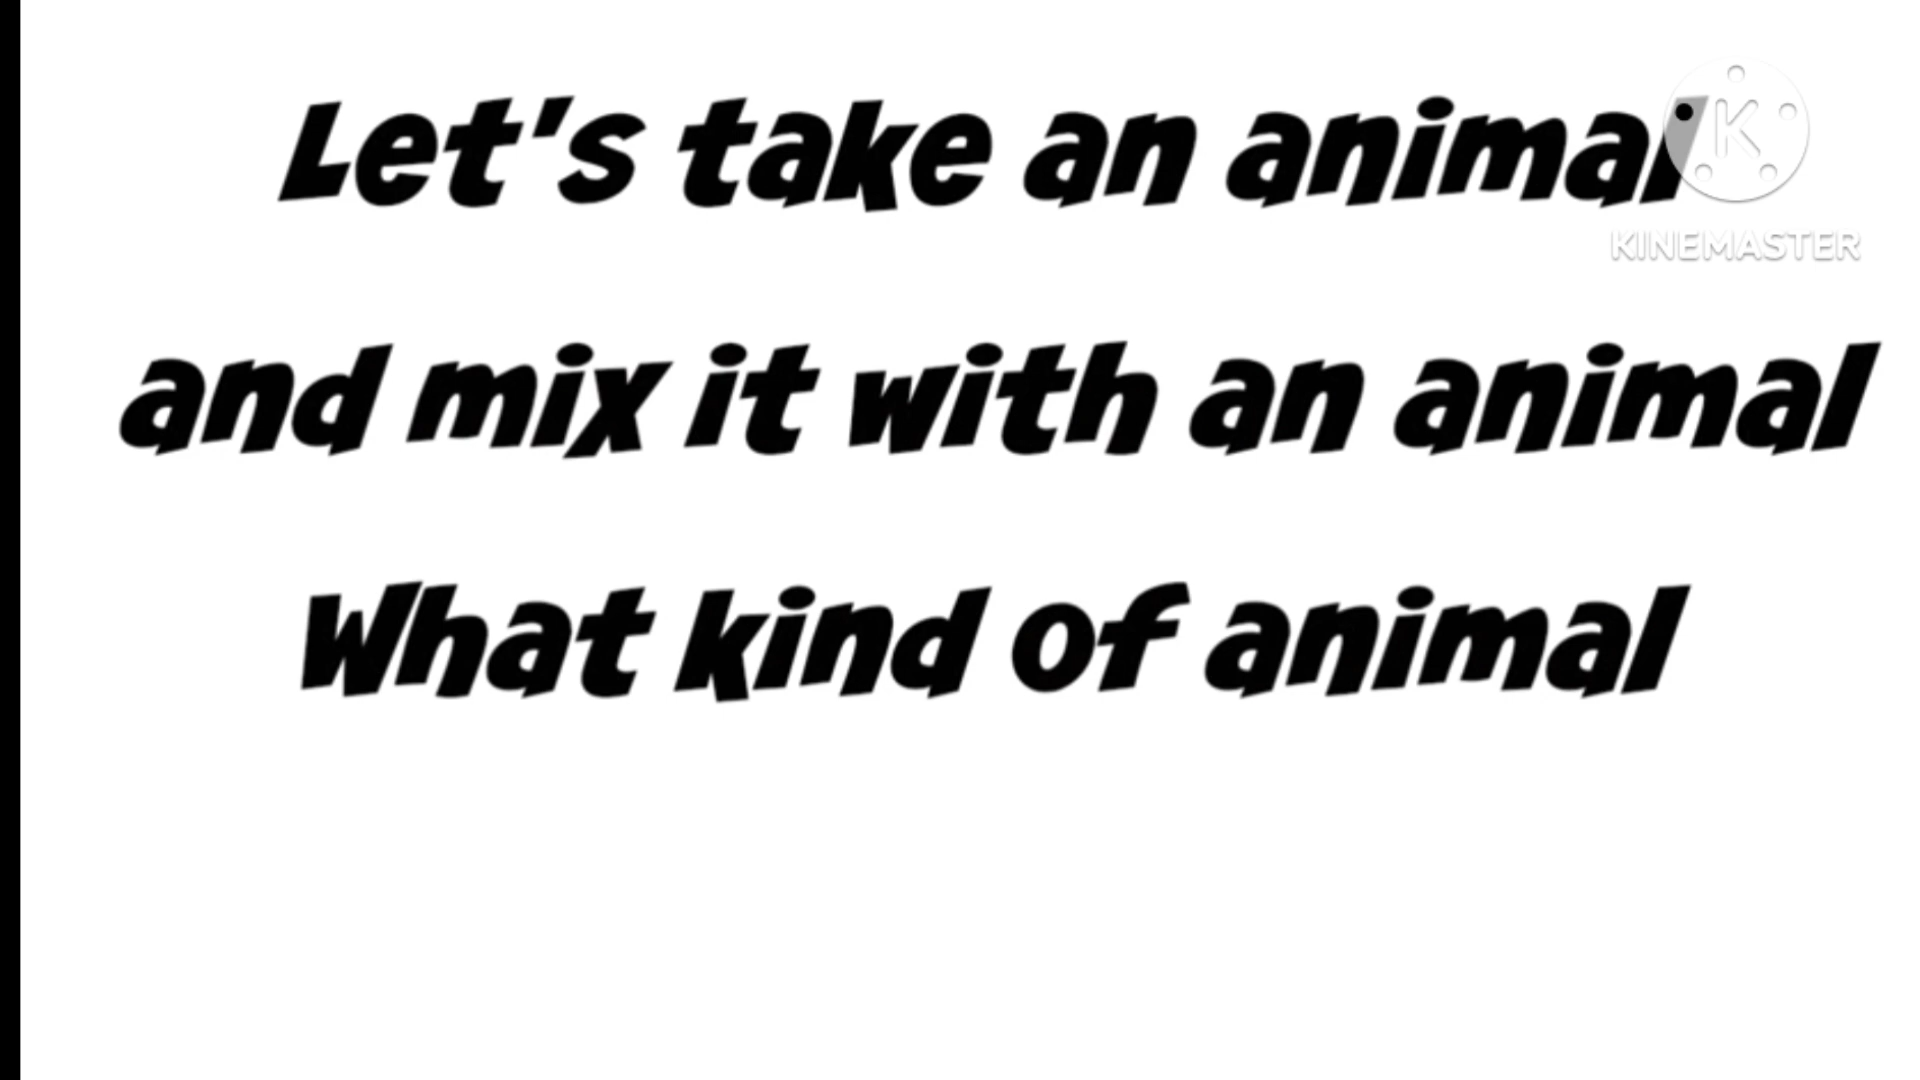 Let's take an animal
K
KINEMASTER
and mix it with an animal
What kind of animal